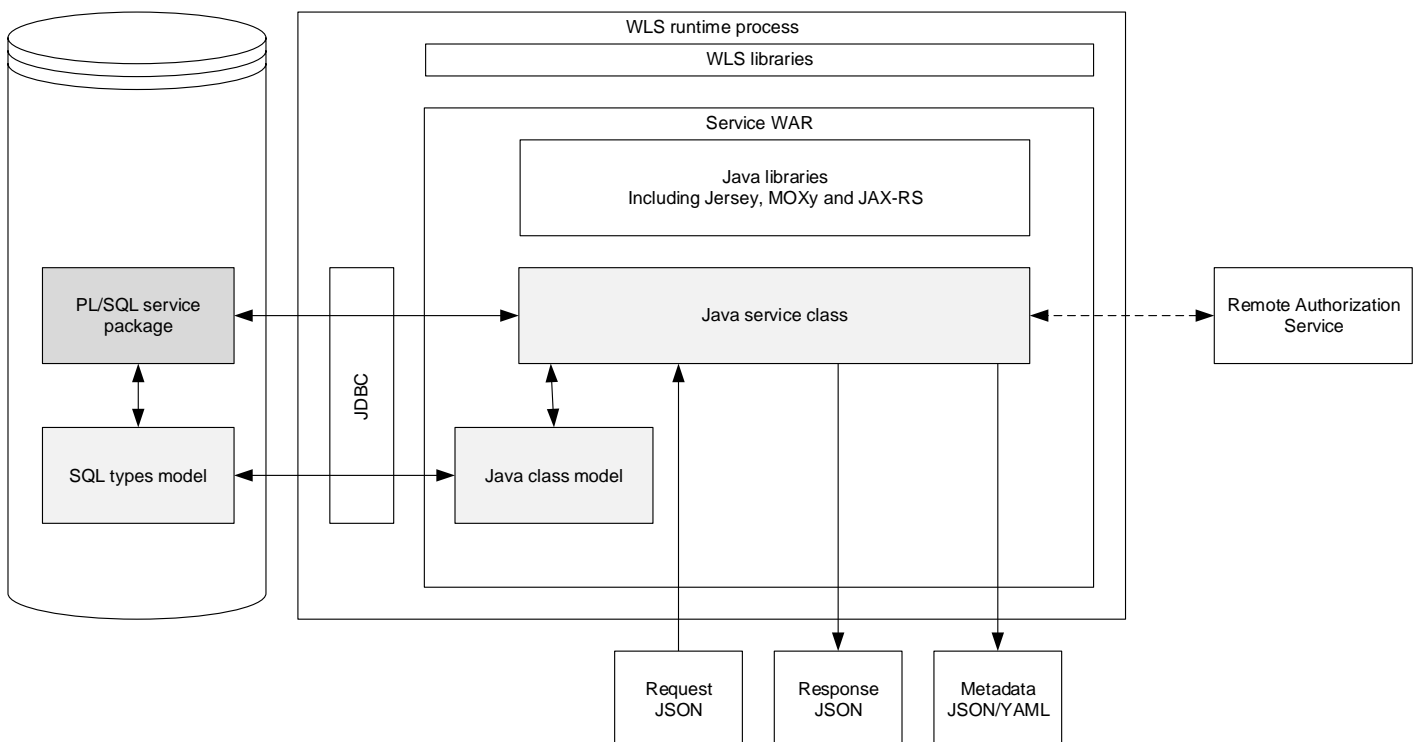 WLS runtime process
WLS libraries
Service WAR
Java libraries
Including Jersey, MOXy and JAX-RS
PL/SQL service
package
JDBC
Java service class
Remote Authorization
Service
SQL types model
Java class model
Request
JSON
Response
JSON
Metadata
JSON/YAML